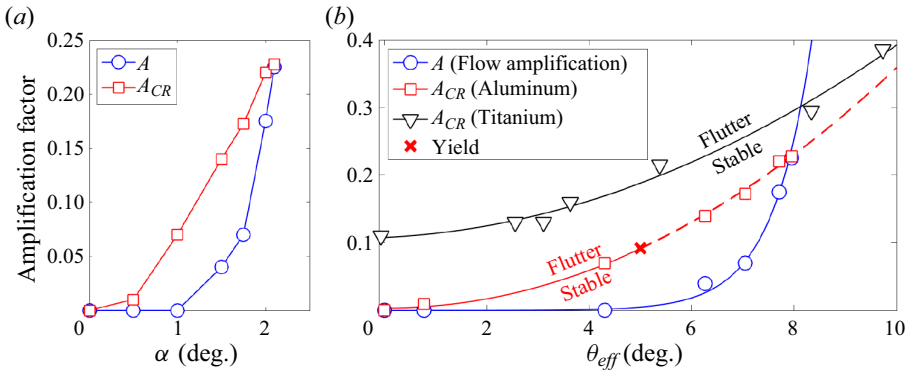 (a)
0.25
0.20
0.15
0.10
0.05
0
0
1
2
Amplification factor
α (deg.)
A
A_CR
(b)
0.4
0.3
0.2
0.1
0
0
2
4
6
8
10
θ_eff (deg.)
A (Flow amplification)
A_CR (Aluminum)
A_CR (Titanium)
Yield
Flutter
Stable
Flutter
Stable